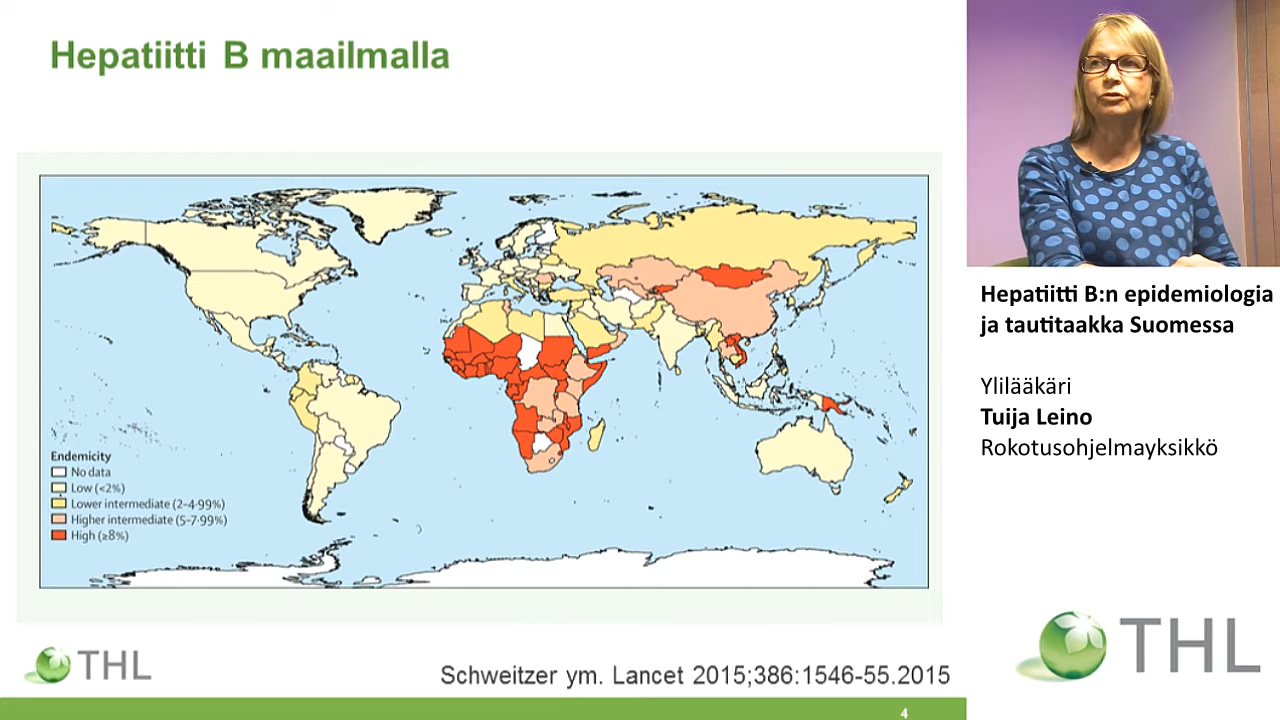 Hepatiitti B maailmalla
Endemicity
No data
Low (<2%)
Lower intermediate (2–4·99%)
Higher intermediate (5–7·99%)
High (≥8%)
THL
Schweitzer ym. Lancet 2015;386:1546-55.2015
4
Hepatiitti B:n epidemiologia
ja tautitaakka Suomessa
Ylilääkäri
Tuija Leino
Rokotusohjelmayksikkö
THL